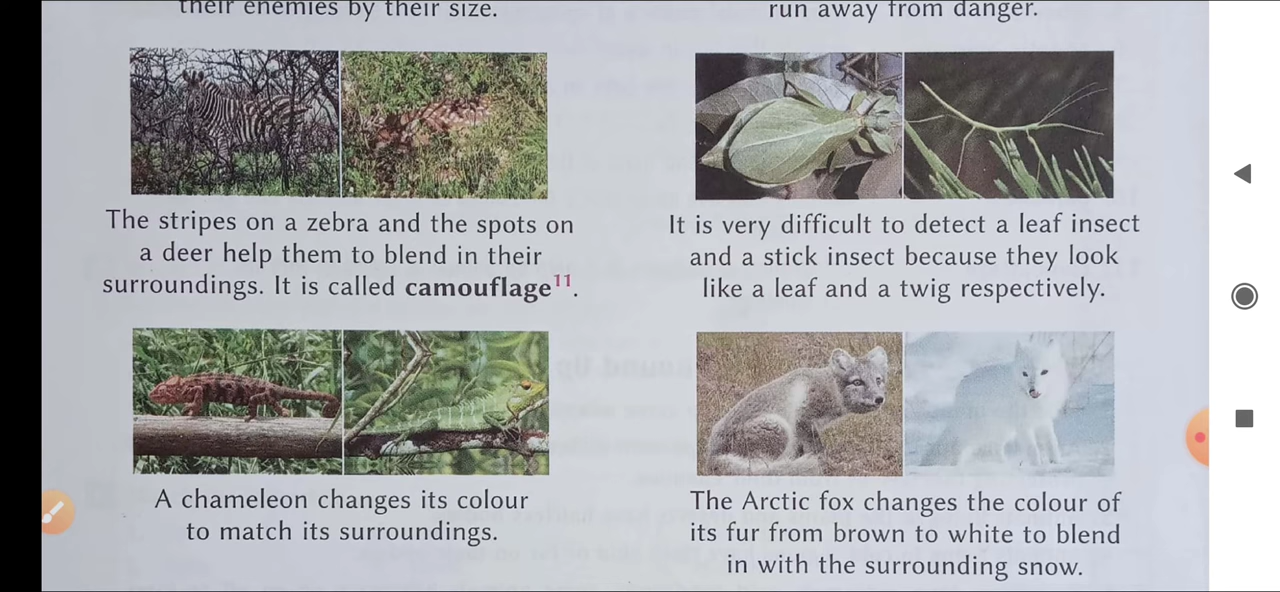 their enemies by their size.
run away from danger.
The stripes on a zebra and the spots on
a deer help them to blend in their
surroundings. It is called camouflage¹¹.
It is very difficult to detect a leaf insect
and a stick insect because they look
like a leaf and a twig respectively.
A chameleon changes its colour
to match its surroundings.
The Arctic fox changes the colour of
its fur from brown to white to blend
in with the surrounding snow.